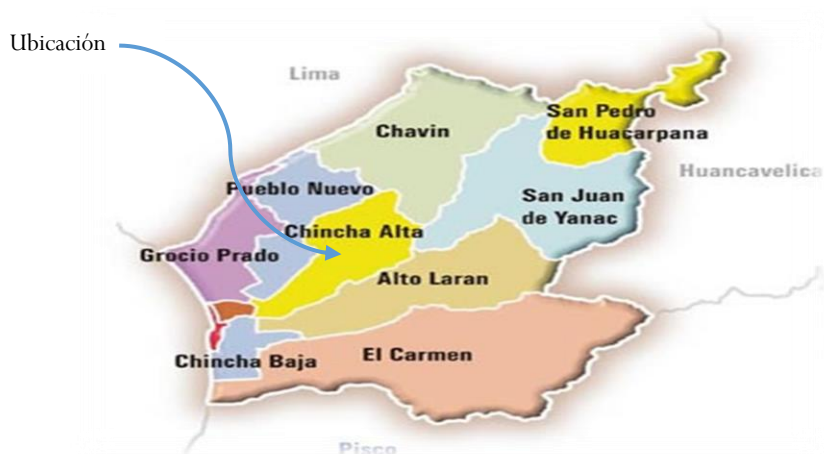 Ubicación
Lima
Chavin
San Pedro
de Huacarpana
Huancavelica
Pueblo Nuevo
San Juan
de Yanac
Chincha Alta
Grocio Prado
Alto Laran
Chincha Baja
El Carmen
Pisco